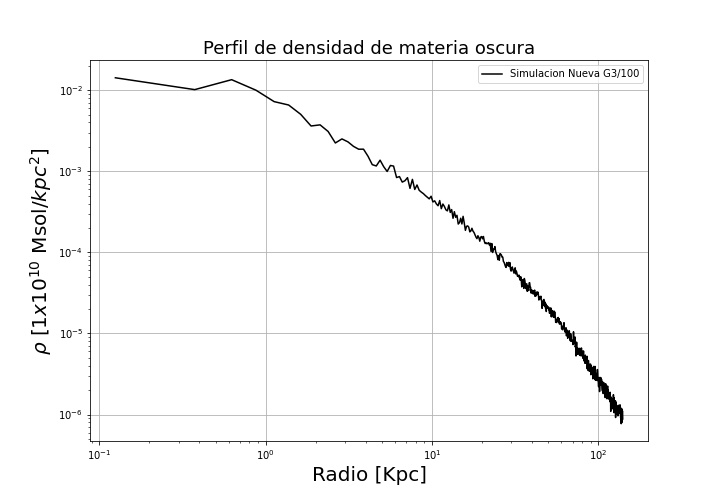 Perfil de densidad de materia oscura
Simulacion Nueva G3/100
ρ [1x10¹⁰ Msol/kpc²]
10⁻²
10⁻³
10⁻⁴
10⁻⁵
10⁻⁶
10⁻¹ 10⁰ 10¹ 10²
Radio [Kpc]